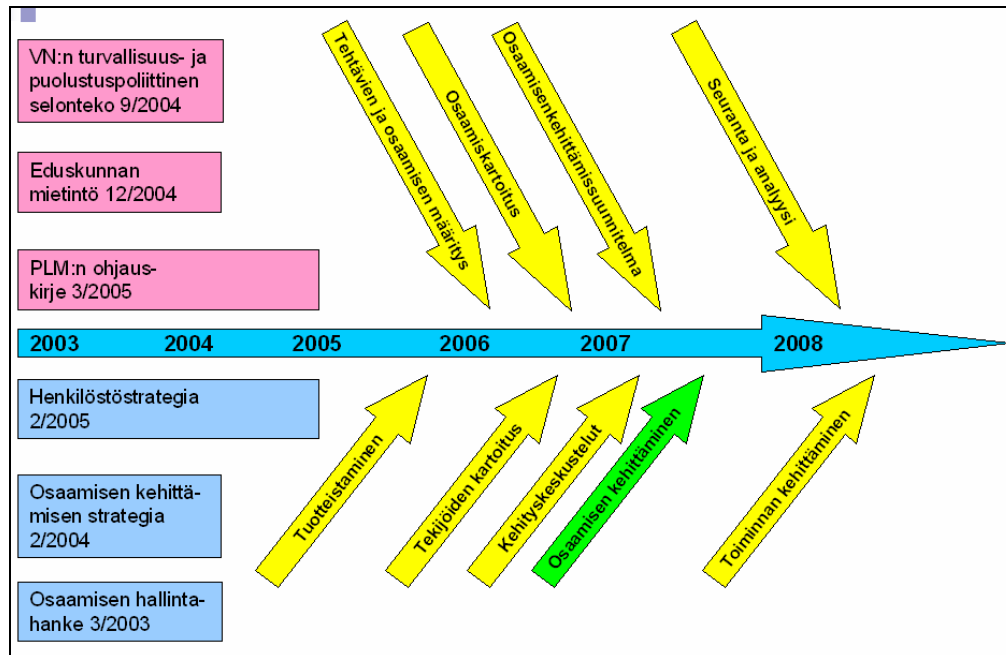 VN:n turvallisuus- ja
puolustuspoliittinen
selonteko 9/2004
Eduskunnan
mietintö 12/2004
PLM:n ohjaus-
kirje 3/2005
Tehtävien ja osaamisen määritys
Osaamiskartoitus
Osaamisenkehittämissuunnitelma
Seuranta ja analyysi
2003 2004 2005 2006 2007 2008
Henkilöstöstrategia
2/2005
Osaamisen kehittä-
misen strategia
2/2004
Osaamisen hallinta-
hanke 3/2003
Tuotteistaminen
Tekijöiden kartoitus
Kehityskeskustelut
Osaamisen kehittäminen
Toiminnan kehittäminen